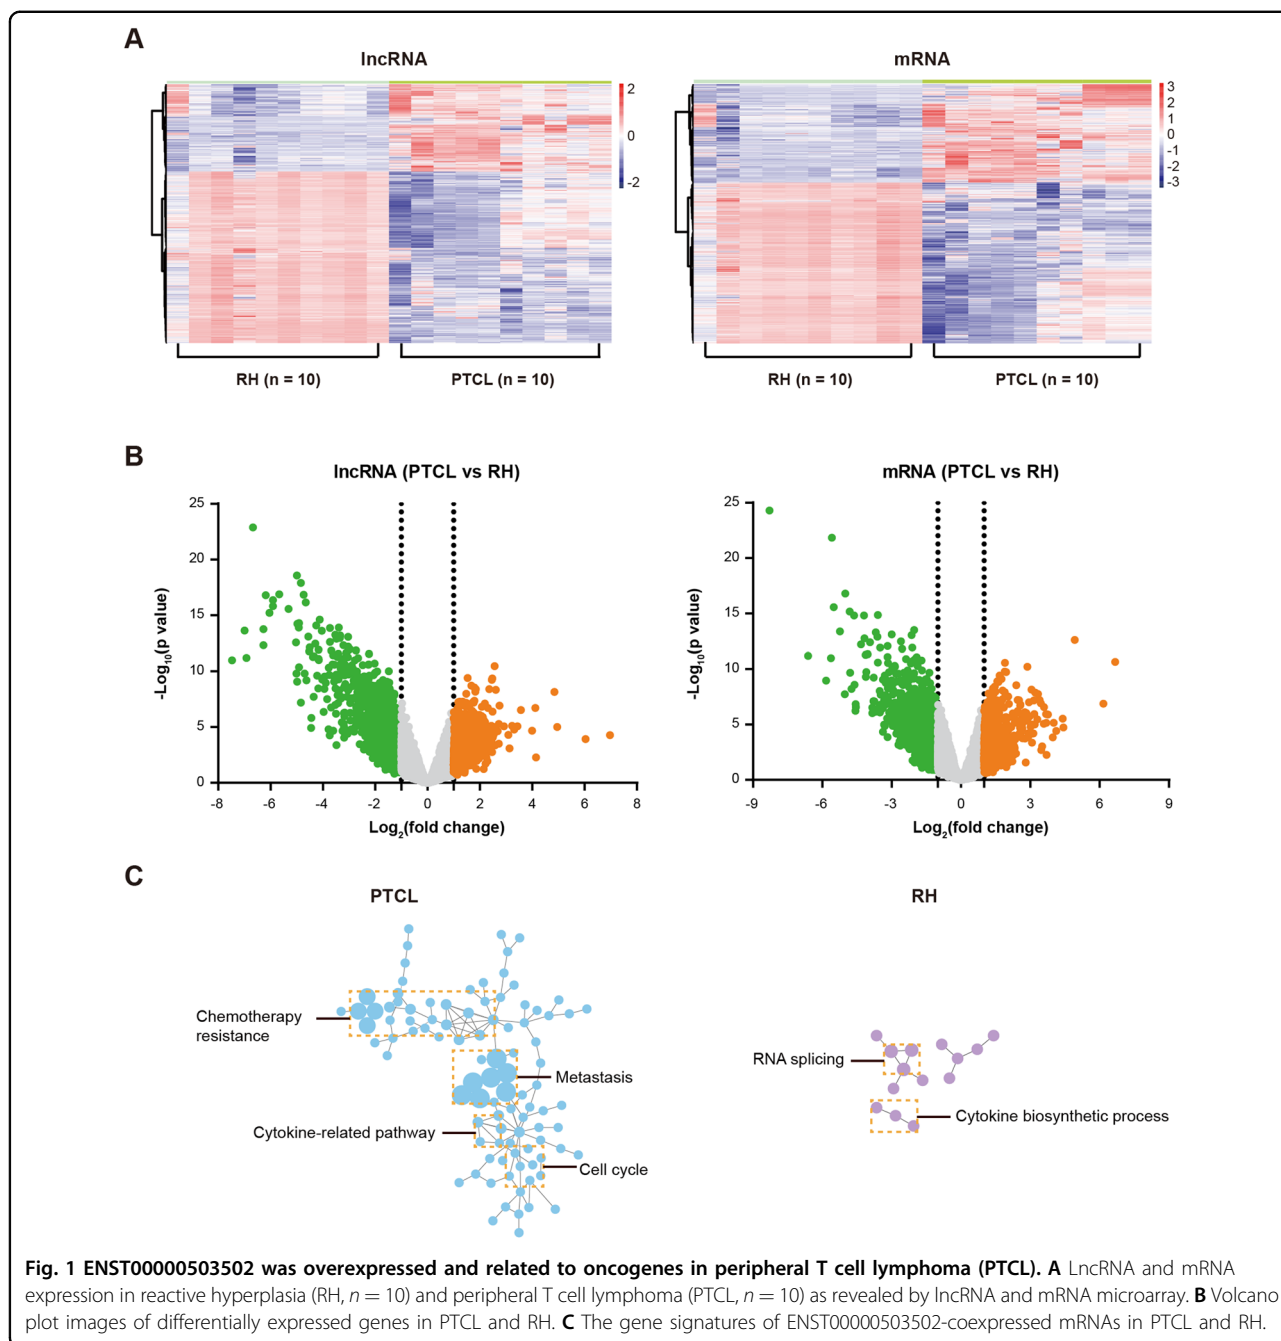 A
lncRNA
mRNA
2
0
-2
3
2
1
0
-1
-2
-3
RH (n = 10)
PTCL (n = 10)
RH (n = 10)
PTCL (n = 10)
B
lncRNA (PTCL vs RH)
mRNA (PTCL vs RH)
-Log10(p value)
25
20
15
10
5
0
-8 -6 -4 -2 0 2 4 6 8
Log2(fold change)
-Log10(p value)
25
20
15
10
5
0
-9 -6 -3 0 3 6 9
Log2(fold change)
C
PTCL
RH
Chemotherapy
resistance
Metastasis
Cytokine-related pathway
Cell cycle
RNA splicing
Cytokine biosynthetic process
Fig. 1 ENST00000503502 was overexpressed and related to oncogenes in peripheral T cell lymphoma (PTCL). A LncRNA and mRNA
expression in reactive hyperplasia (RH, n = 10) and peripheral T cell lymphoma (PTCL, n = 10) as revealed by lncRNA and mRNA microarray. B Volcano
plot images of differentially expressed genes in PTCL and RH. C The gene signatures of ENST00000503502-coexpressed mRNAs in PTCL and RH.